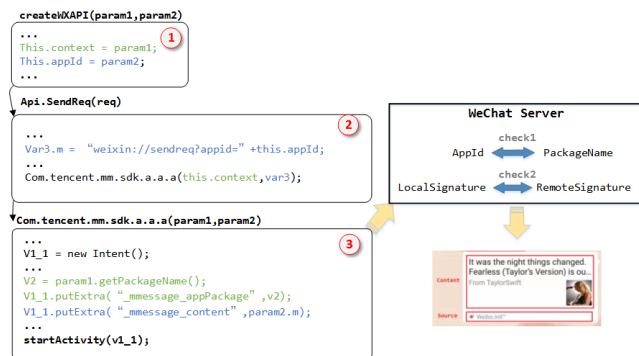 createWXAPI(param1,param2)
...
This.context = param1;
This.appId = param2;
...
1
Api.SendReq(req)
...
Var3.m = “weixin://sendreq?appid=” +this.appId;
...
Com.tencent.mm.sdk.a.a.a(this.context,var3);
2
Com.tencent.mm.sdk.a.a.a(param1,param2)
...
V1_1 = new Intent();
...
V2 = param1.getPackageName();
V1_1.putExtra( “_mmessage_appPackage” ,v2);
V1_1.putExtra( “_mmessage_content” ,param2.m);
...
startActivity(v1_1);
3
WeChat Server
check1
AppId PackageName
check2
LocalSignature RemoteSignature
It was the night things changed.
Fearless (Taylor's Version) is ou...
Content
From TaylorSwift
Source
Weibo.intl